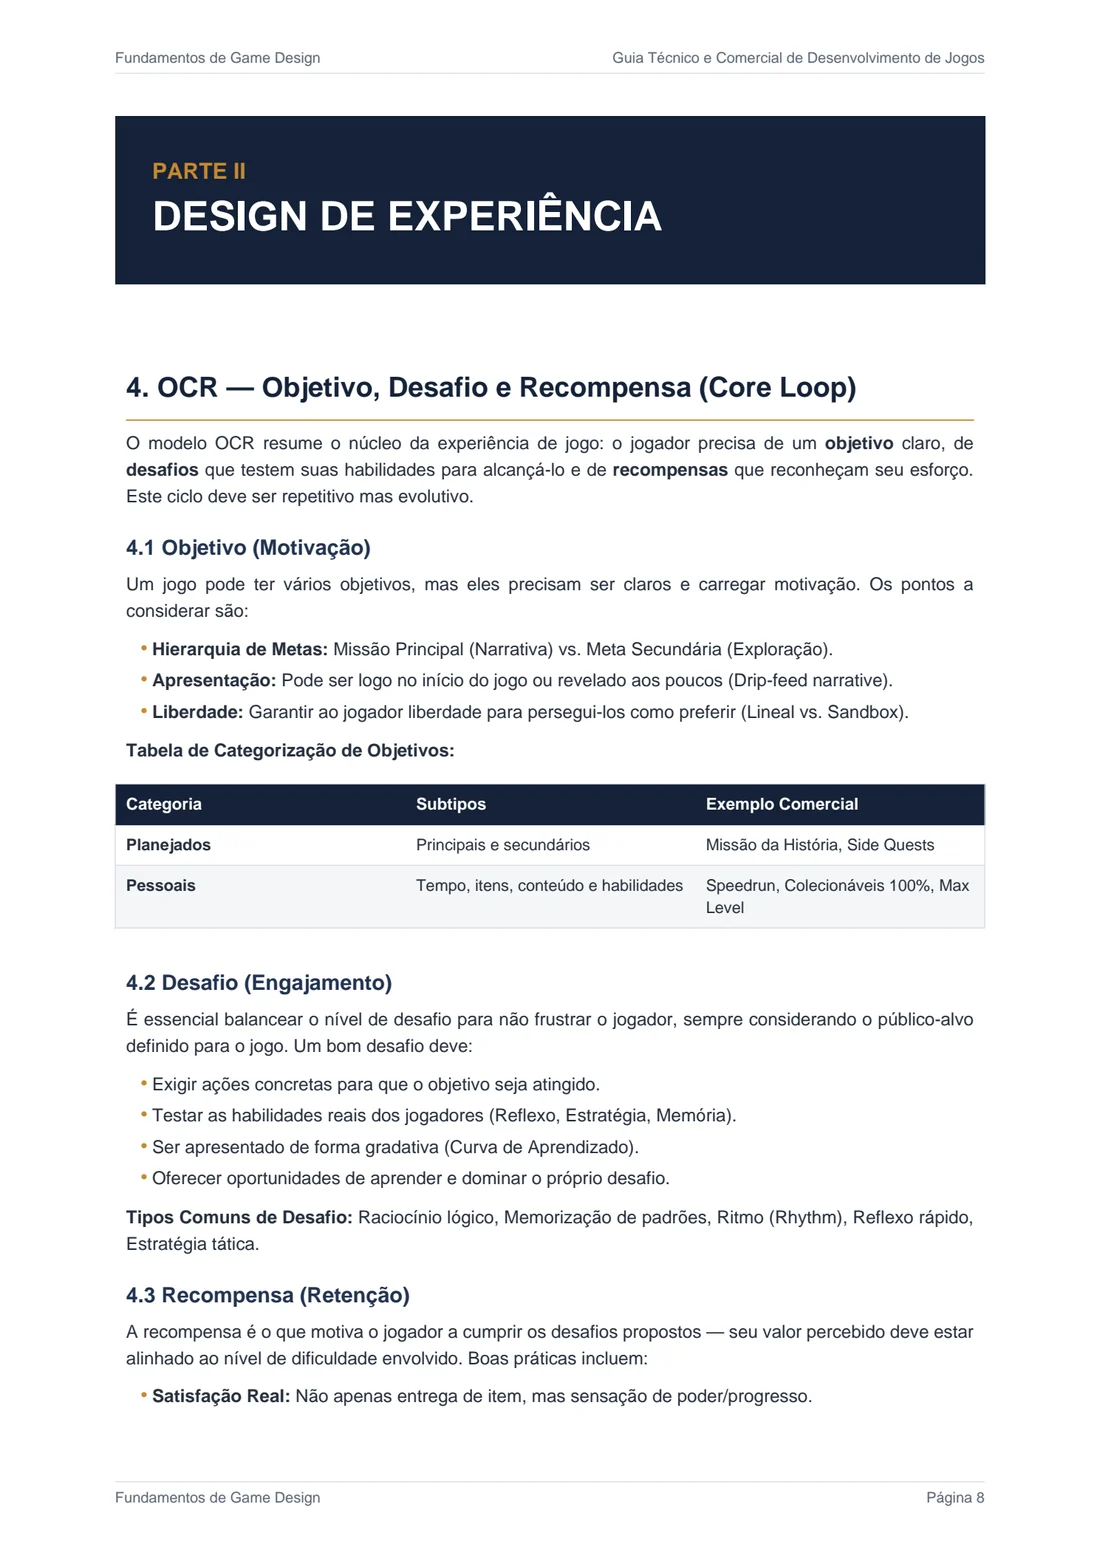 Fundamentos de Game Design
Guia Técnico e Comercial de Desenvolvimento de Jogos
PARTE II
DESIGN DE EXPERIÊNCIA
4. OCR — Objetivo, Desafio e Recompensa (Core Loop)
O modelo OCR resume o núcleo da experiência de jogo: o jogador precisa de um objetivo claro, de
desafios que testem suas habilidades para alcançá-lo e de recompensas que reconheçam seu esforço.
Este ciclo deve ser repetitivo mas evolutivo.
4.1 Objetivo (Motivação)
Um jogo pode ter vários objetivos, mas eles precisam ser claros e carregar motivação. Os pontos a
considerar são:
• Hierarquia de Metas: Missão Principal (Narrativa) vs. Meta Secundária (Exploração).
• Apresentação: Pode ser logo no início do jogo ou revelado aos poucos (Drip-feed narrative).
• Liberdade: Garantir ao jogador liberdade para persegui-los como preferir (Lineal vs. Sandbox).
Tabela de Categorização de Objetivos:
Categoria Subtipos Exemplo Comercial
Planejados Principais e secundários Missão da História, Side Quests
Pessoais Tempo, itens, conteúdo e habilidades Speedrun, Colecionáveis 100%, Max
Level
4.2 Desafio (Engajamento)
É essencial balancear o nível de desafio para não frustrar o jogador, sempre considerando o público-alvo
definido para o jogo. Um bom desafio deve:
• Exigir ações concretas para que o objetivo seja atingido.
• Testar as habilidades reais dos jogadores (Reflexo, Estratégia, Memória).
• Ser apresentado de forma gradativa (Curva de Aprendizado).
• Oferecer oportunidades de aprender e dominar o próprio desafio.
Tipos Comuns de Desafio: Raciocínio lógico, Memorização de padrões, Ritmo (Rhythm), Reflexo rápido,
Estratégia tática.
4.3 Recompensa (Retenção)
A recompensa é o que motiva o jogador a cumprir os desafios propostos — seu valor percebido deve estar
alinhado ao nível de dificuldade envolvido. Boas práticas incluem:
• Satisfação Real: Não apenas entrega de item, mas sensação de poder/progresso.
Fundamentos de Game Design
Página 8